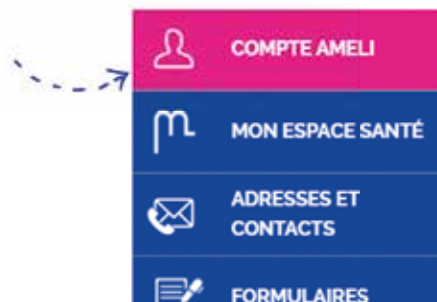 COMPTE AMELI
MON ESPACE SANTÉ
ADRESSES ET
CONTACTS
FORMULAIRES